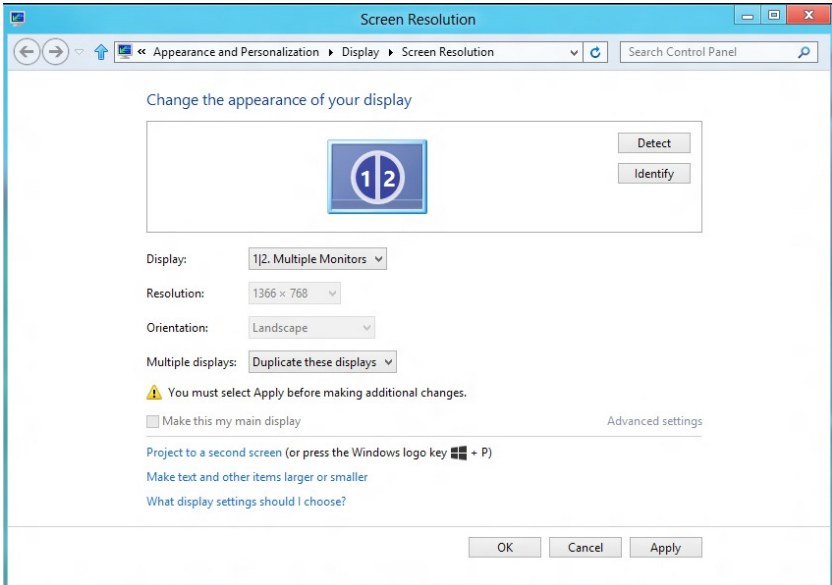 Screen Resolution
« Appearance and Personalization Display Screen Resolution
Search Control Panel
Change the appearance of your display
1 2
Detect
Identify
Display: 1|2. Multiple Monitors
Resolution: 1366 × 768
Orientation: Landscape
Multiple displays: Duplicate these displays
You must select Apply before making additional changes.
Make this my main display
Advanced settings
Project to a second screen (or press the Windows logo key + P)
Make text and other items larger or smaller
What display settings should I choose?
OK Cancel Apply